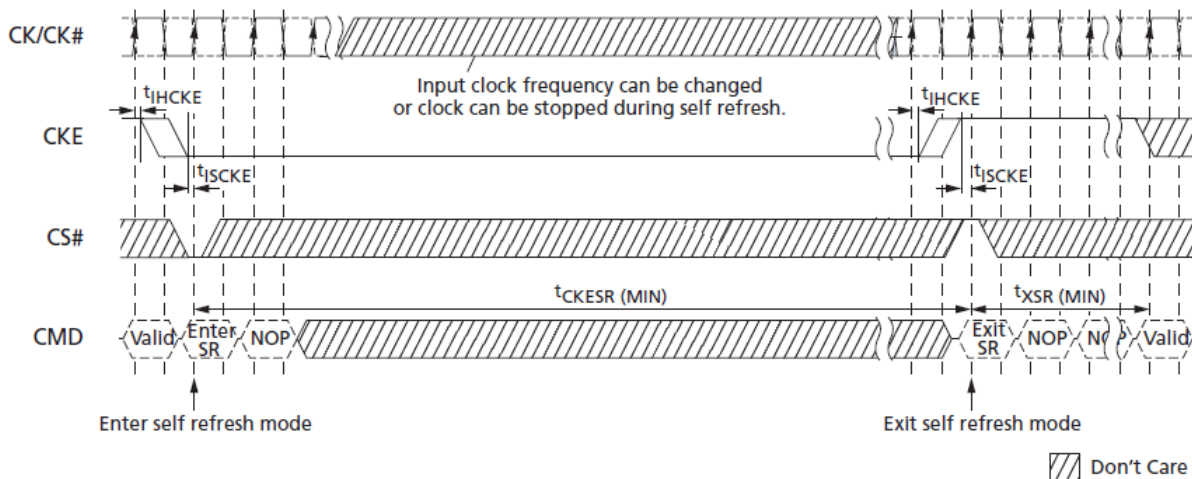 CK/CK#
Input clock frequency can be changed
or clock can be stopped during self refresh.
tIHCKE
tIHCKE
CKE
tISCKE
tISCKE
CS#
tCKESR (MIN)
tXSR (MIN)
CMD
Valid
Enter
SR
NOP
Exit
SR
NOP
NOP
Valid
Enter self refresh mode
Exit self refresh mode
Don't Care